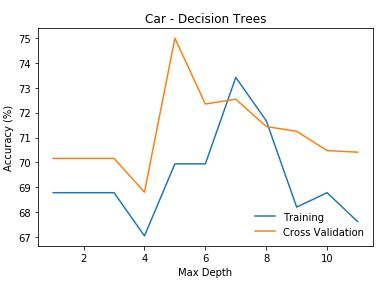 Car - Decision Trees
Accuracy (%)
75
74
73
72
71
70
69
68
67
Training
Cross Validation
2
4
6
8
10
Max Depth